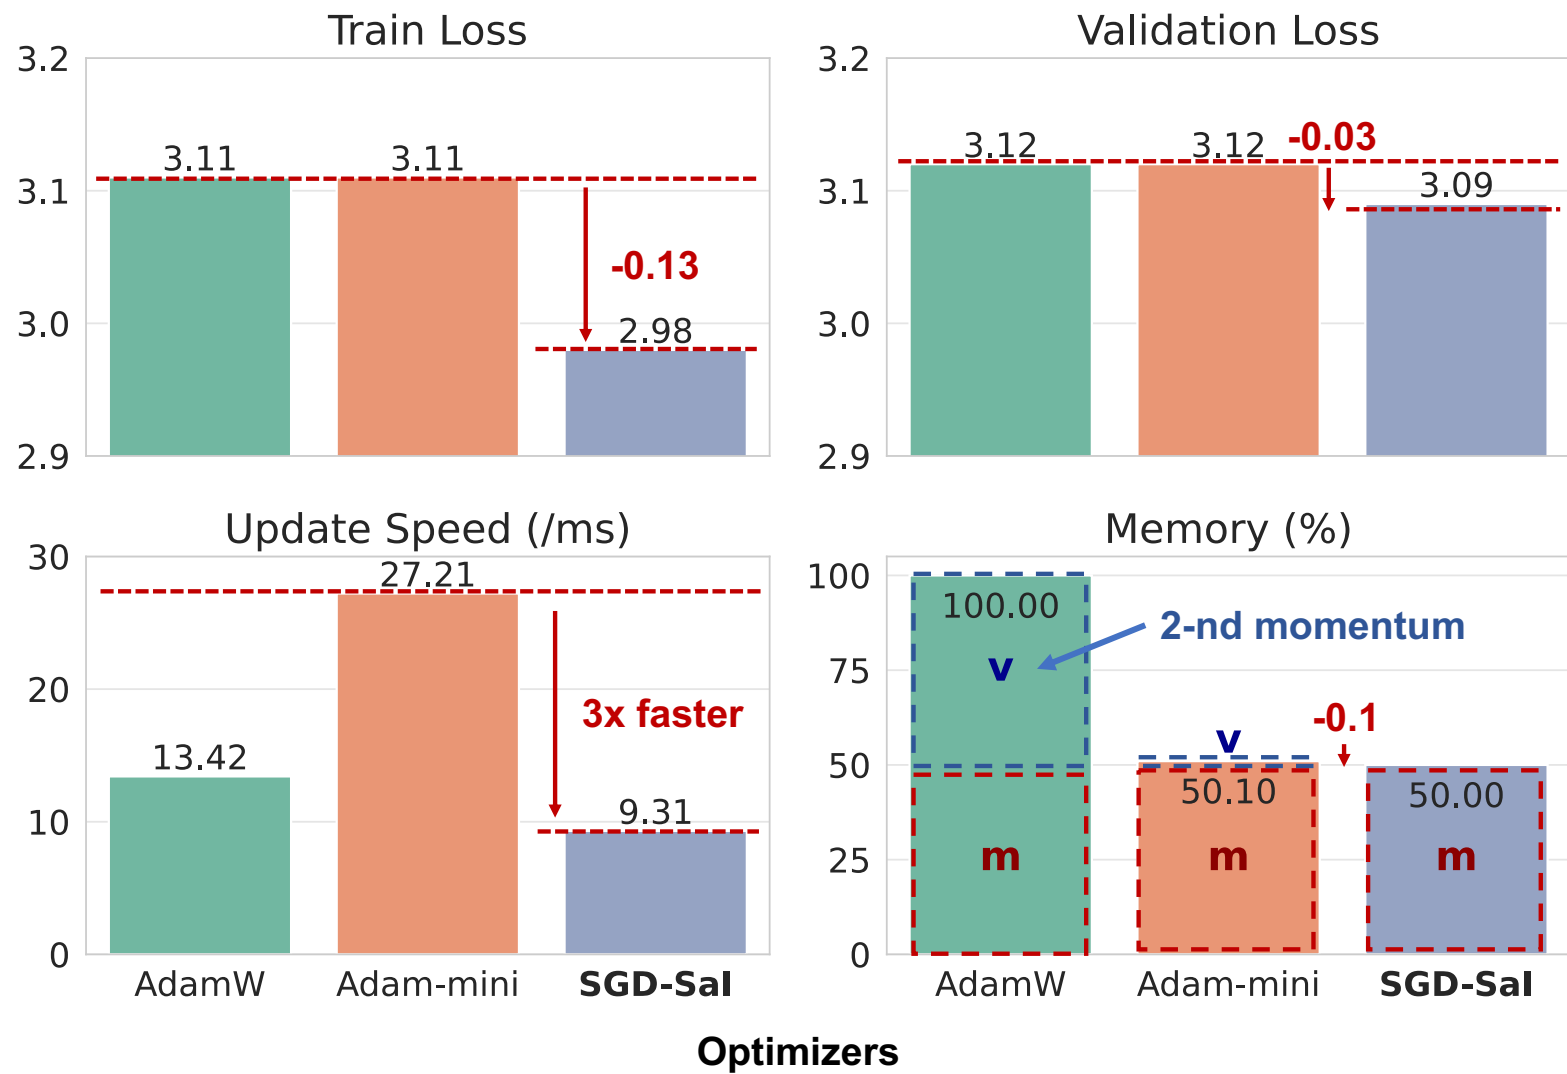 Train Loss
3.2
3.1
3.0
2.9
3.11
3.11
-0.13
2.98
Validation Loss
3.2
3.1
3.0
2.9
3.12
3.12
-0.03
3.09
Update Speed (/ms)
30
20
10
0
13.42
27.21
3x faster
9.31
AdamW
Adam-mini
SGD-SaI
Memory (%)
100
75
50
25
0
100.00
v
2-nd momentum
m
v
50.10
m
-0.1
50.00
m
AdamW
Adam-mini
SGD-SaI
Optimizers